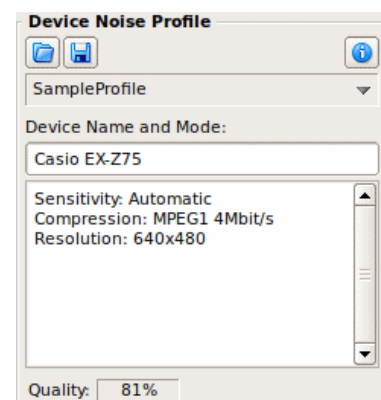 Device Noise Profile
SampleProfile
Device Name and Mode:
Casio EX-Z75
Sensitivity: Automatic
Compression: MPEG1 4Mbit/s
Resolution: 640x480
Quality: 81%